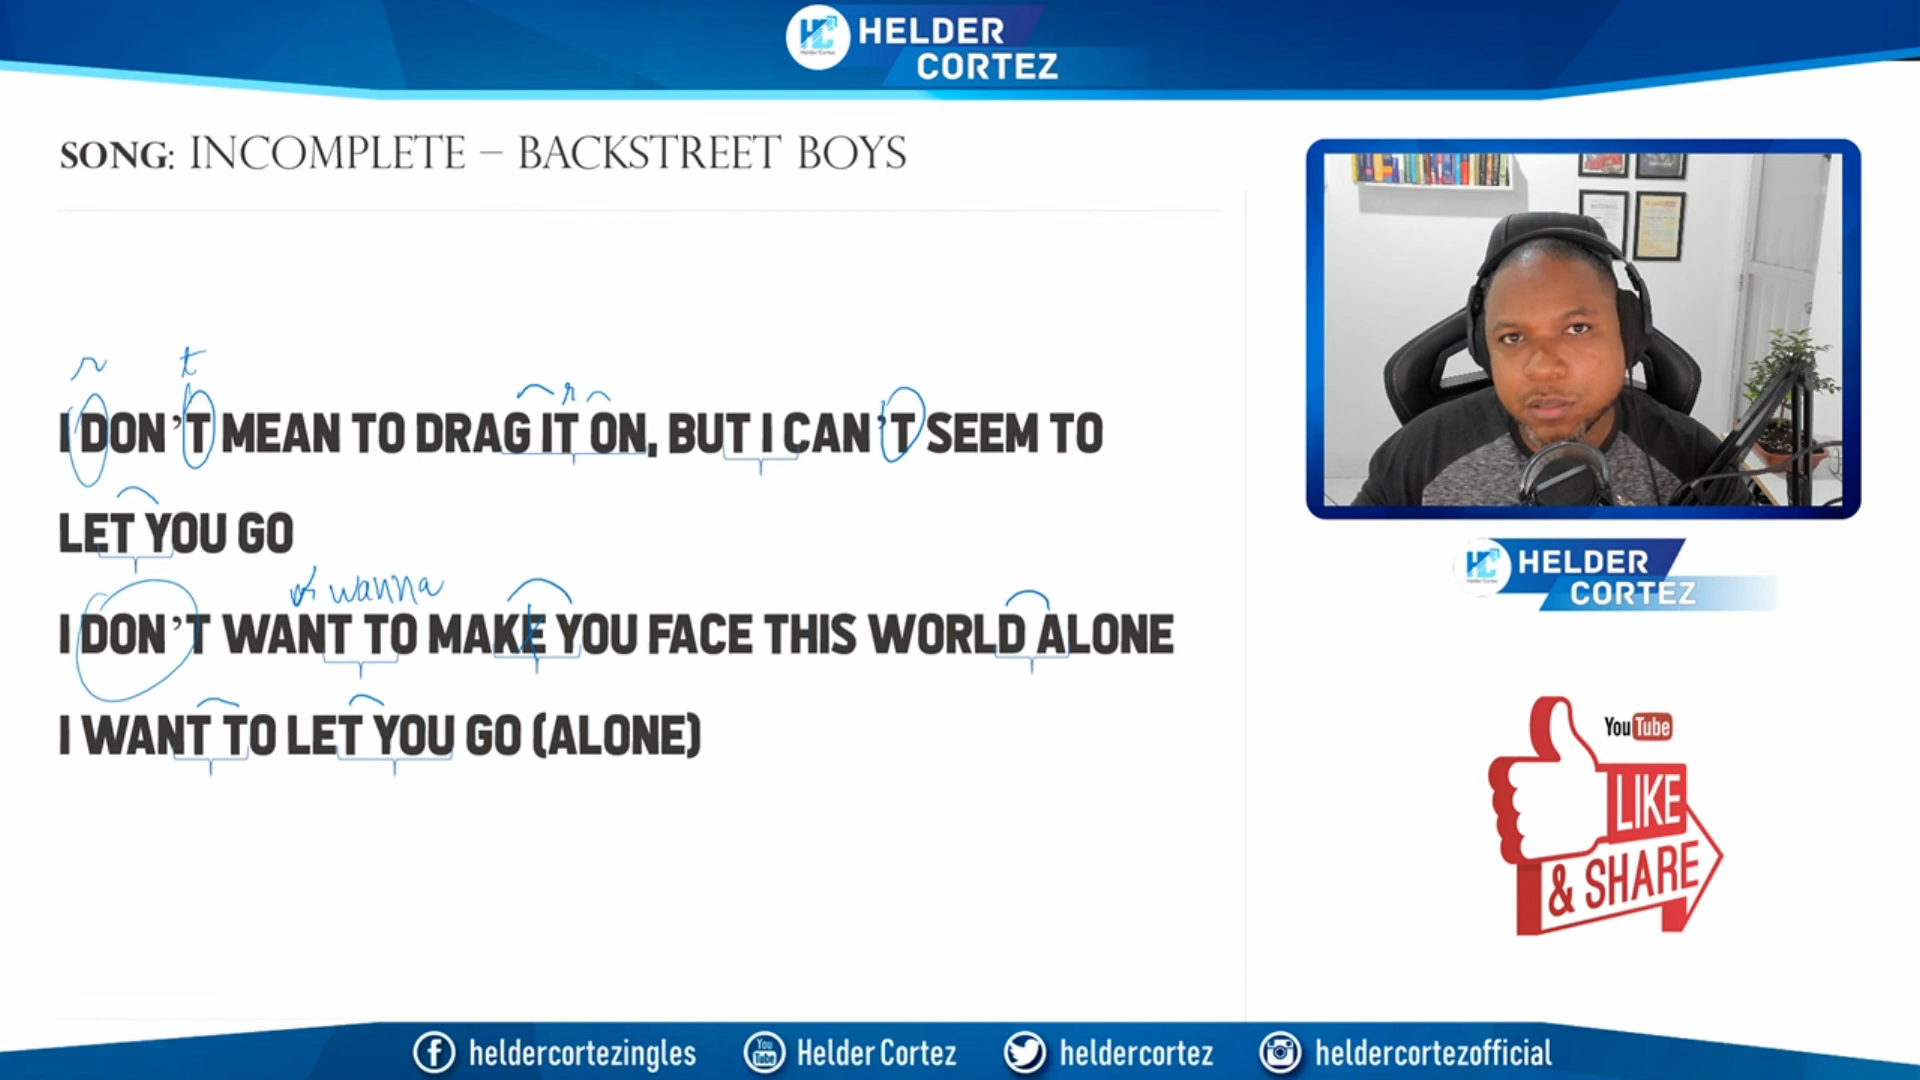 HELDER
CORTEZ
SONG: INCOMPLETE – BACKSTREET BOYS
r t r
I DON'T MEAN TO DRAG IT ON, BUT I CAN'T SEEM TO
LET YOU GO
wanna
I DON'T WANT TO MAKE YOU FACE THIS WORLD ALONE
I WANT TO LET YOU GO (ALONE)
HELDER
CORTEZ
YouTube
LIKE
& SHARE
heldercortezingles Helder Cortez heldercortez heldercortezofficial